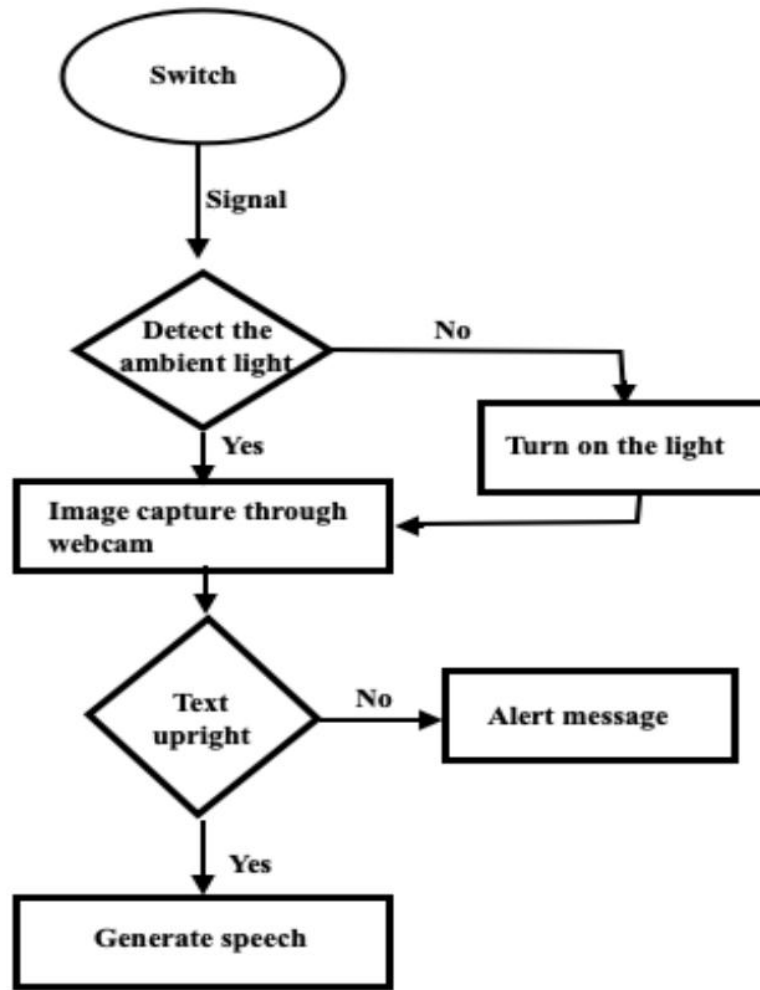 Switch
Signal
Detect the
ambient light
No
Yes
Turn on the light
Image capture through
webcam
Text
upright
No
Alert message
Yes
Generate speech